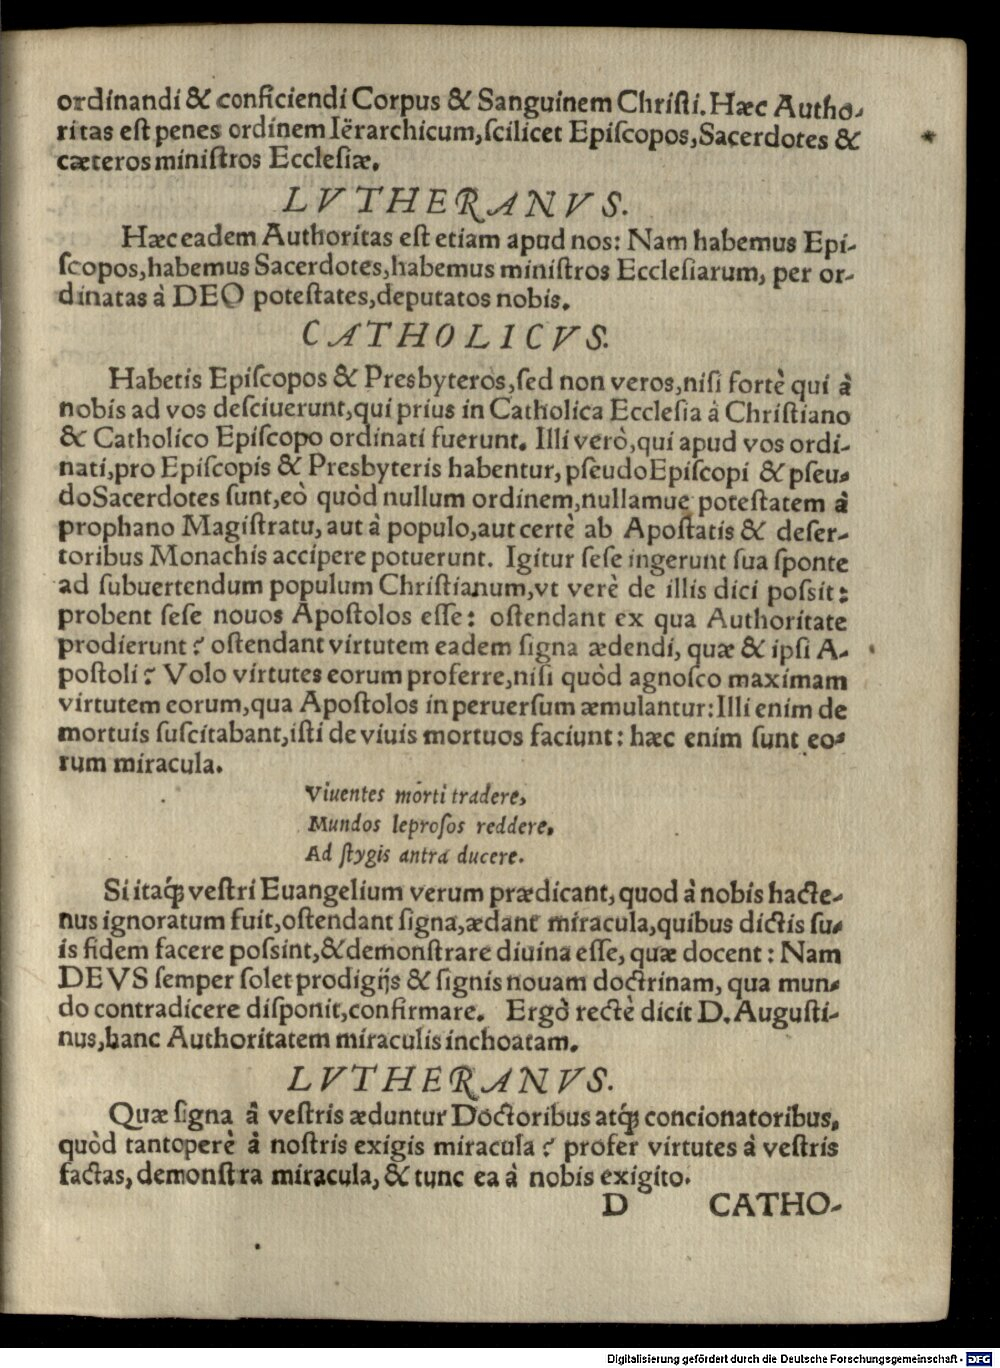 ordinandi & conficiendi Corpus & Sanguinem Chriſti. Hæc Autho-
ritas eſt penes ordinem Iërarchicum, ſcilicet Epiſcopos, Sacerdotes &
cæteros miniſtros Eccleſiæ.
LVTHERANVS.
Hæc eadem Authoritas eſt etiam apud nos: Nam habemus Epi-
ſcopos, habemus Sacerdotes, habemus miniſtros Eccleſiarum, per or-
dinatas à DEO poteſtates, deputatos nobis.
CATHOLICVS.
Habetis Epiſcopos & Presbyteros, ſed non veros, niſi fortè qui à
nobis ad vos deſciuerunt, qui prius in Catholica Eccleſia à Chriſtiano
& Catholico Epiſcopo ordinati fuerunt. Illi verò, qui apud vos ordi-
nati, pro Epiſcopis & Presbyteris habentur, pſeudoEpiſcopi & pſeu-
doSacerdotes ſunt, eò quòd nullum ordinem, nullamue poteſtatem à
prophano Magiſtratu, aut à populo, aut certè ab Apoſtatis & deſer-
toribus Monachis accipere potuerunt. Igitur ſeſe ingerunt ſua ſponte
ad ſubuertendum populum Chriſtianum, vt verè de illis dici poſsit:
probent ſeſe nouos Apoſtolos eſſe: oſtendant ex qua Authoritate
prodierunt? oſtendant virtutem eadem ſigna ædendi, quæ & ipſi A-
poſtoli? Volo virtutes eorum proferre, niſi quòd agnoſco maximam
virtutem eorum, qua Apoſtolos in peruerſum æmulantur: Illi enim de
mortuis ſuſcitabant, iſti de viuis mortuos faciunt: hæc enim ſunt eo-
rum miracula.
Viuentes morti tradere,
Mundos leproſos reddere,
Ad ſtygis antra ducere.
Si itaq́; veſtri Euangelium verum prædicant, quod à nobis hacte-
nus ignoratum fuit, oſtendant ſigna, ædant miracula, quibus dictis ſu-
is fidem facere poſsint, & demonſtrare diuina eſſe, quæ docent: Nam
DEVS ſemper ſolet prodigijs & ſignis nouam doctrinam, qua mun-
do contradicere diſponit, confirmare. Ergò rectè dicit D. Auguſti-
nus, hanc Authoritatem miraculis inchoatam.
LVTHERANVS.
Quæ ſigna â veſtris æduntur Doctoribus atq́; concionatoribus,
quòd tantoperè â noſtris exigis miracula? profer virtutes à veſtris
factas, demonſtra miracula, & tunc ea à nobis exigito.
D CATHO-
Digitalisierung gefördert durch die Deutsche Forschungsgemeinschaft - DFG